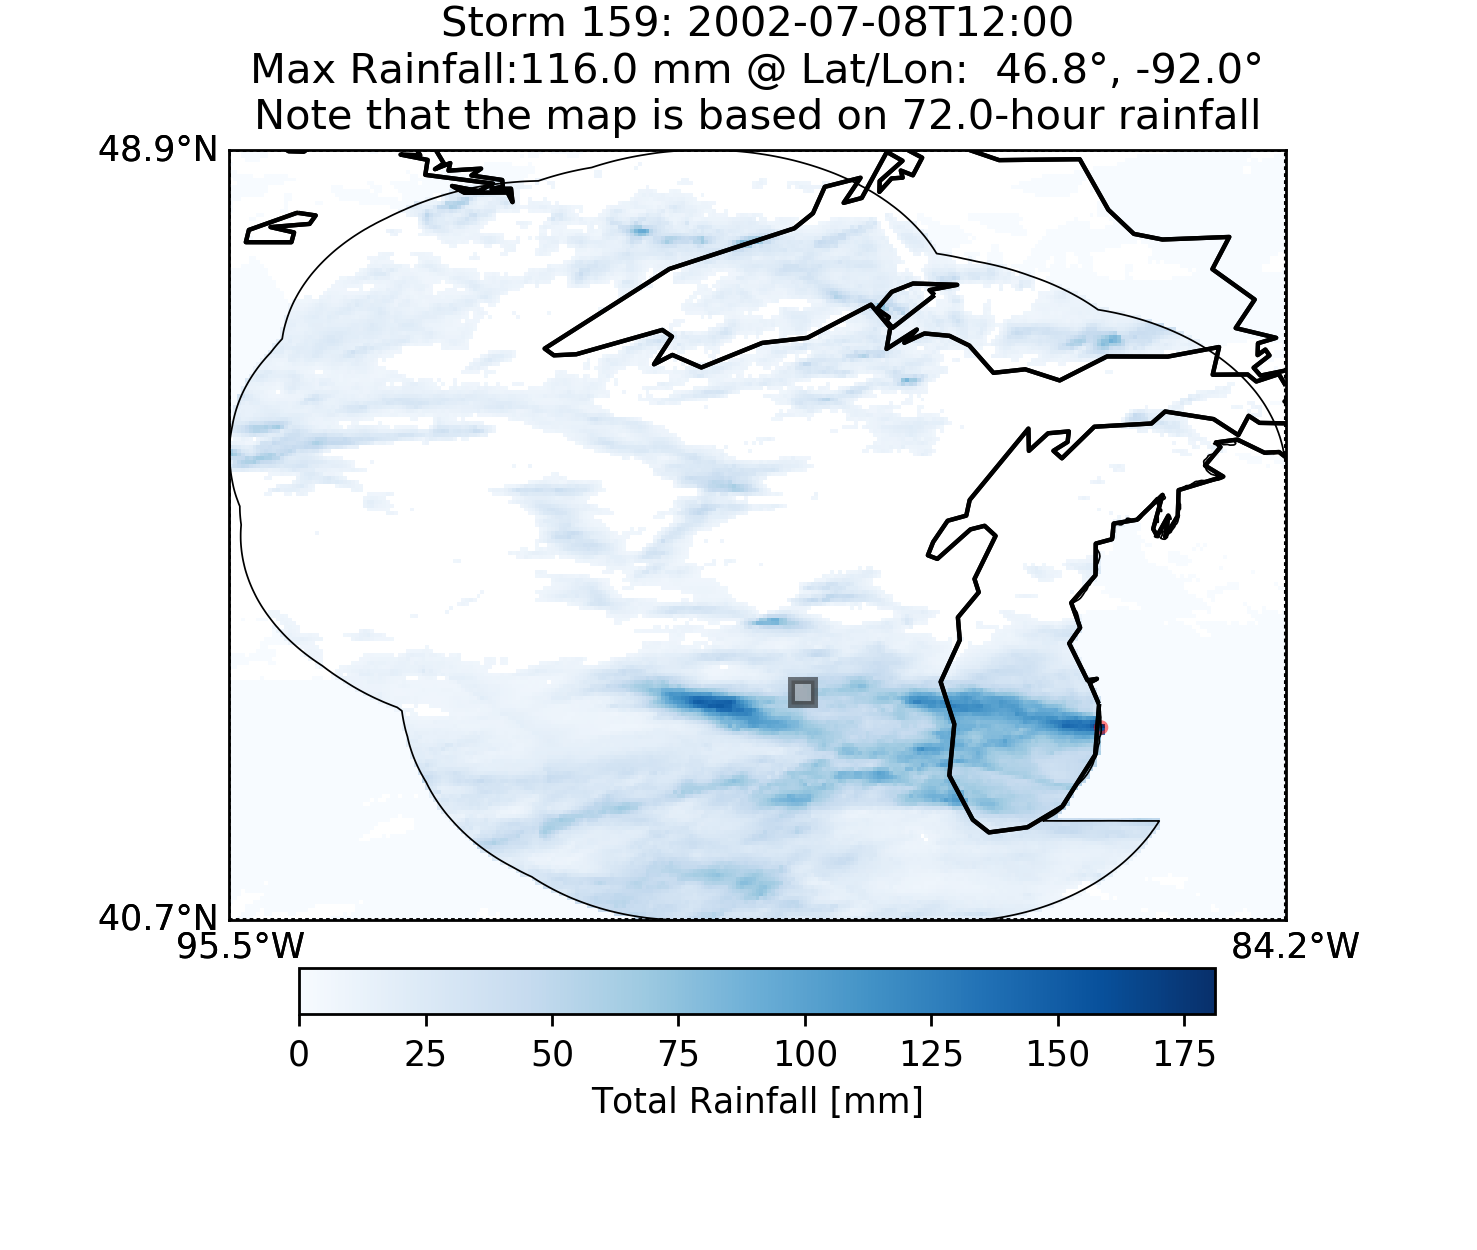 Storm 159: 2002-07-08T12:00
Max Rainfall:116.0 mm @ Lat/Lon:  46.8°, -92.0°
Note that the map is based on 72.0-hour rainfall
48.9°N
40.7°N
95.5°W 84.2°W
0 25 50 75 100 125 150 175
Total Rainfall [mm]